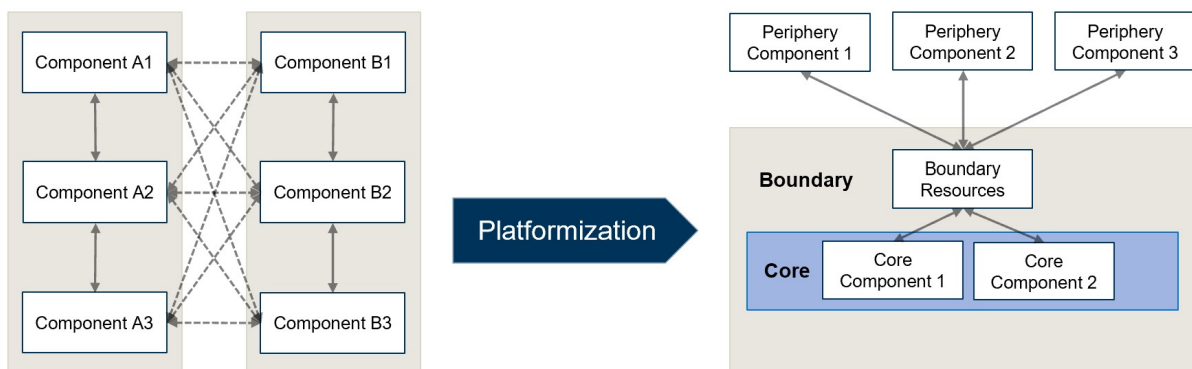 Component A1
Component B1
Component A2
Component B2
Component A3
Component B3
Platformization
Periphery
Component 1
Periphery
Component 2
Periphery
Component 3
Boundary
Boundary
Resources
Core
Core
Component 1
Core
Component 2